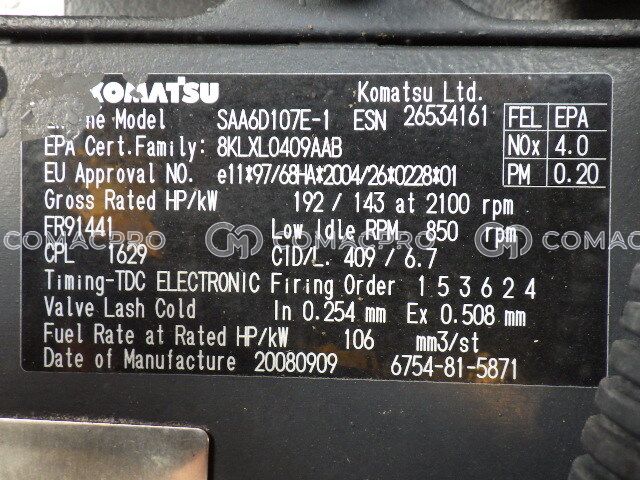 KOMATSU Komatsu Ltd.
Engine Model SAA6D107E-1 ESN 26534161
EPA Cert.Family: 8KLXL0409AAB
EU Approval NO. e11*97/68HA*2004/26*0228*01
FEL EPA
NOx 4.0
PM 0.20
Gross Rated HP/kW 192 / 143 at 2100 rpm
FR91441 Low Idle RPM 850 rpm
COMACPRO CM COMACPRO CM COMACPRO
CPL 1629 CID/L. 409 / 6.7
Timing-TDC ELECTRONIC Firing Order 1 5 3 6 2 4
Valve Lash Cold In 0.254 mm Ex 0.508 mm
Fuel Rate at Rated HP/kW 106 mm3/st
Date of Manufacture 20080909 6754-81-5871